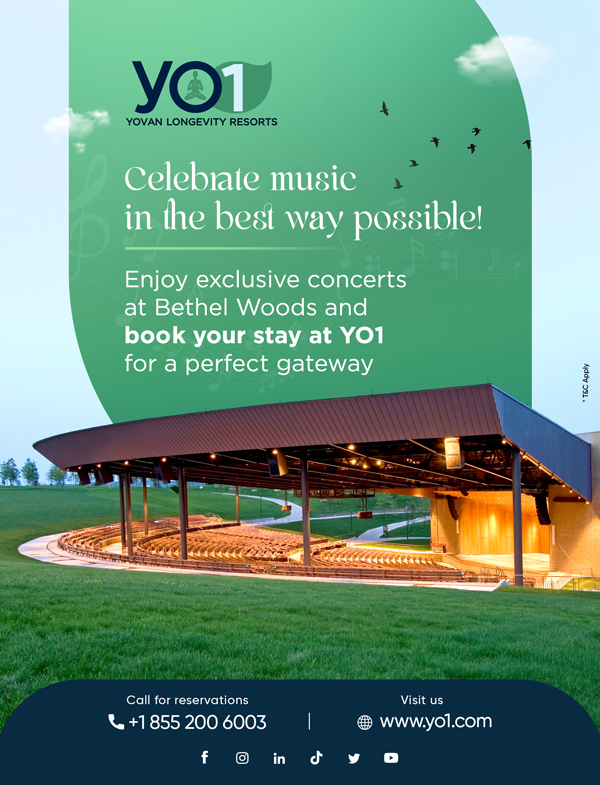 YO1
YOVAN LONGEVITY RESORTS
Celebrate music
in the best way possible!
Enjoy exclusive concerts
at Bethel Woods and
book your stay at YO1
for a perfect gateway
* T&C Apply
Call for reservations
+1 855 200 6003
Visit us
www.yo1.com